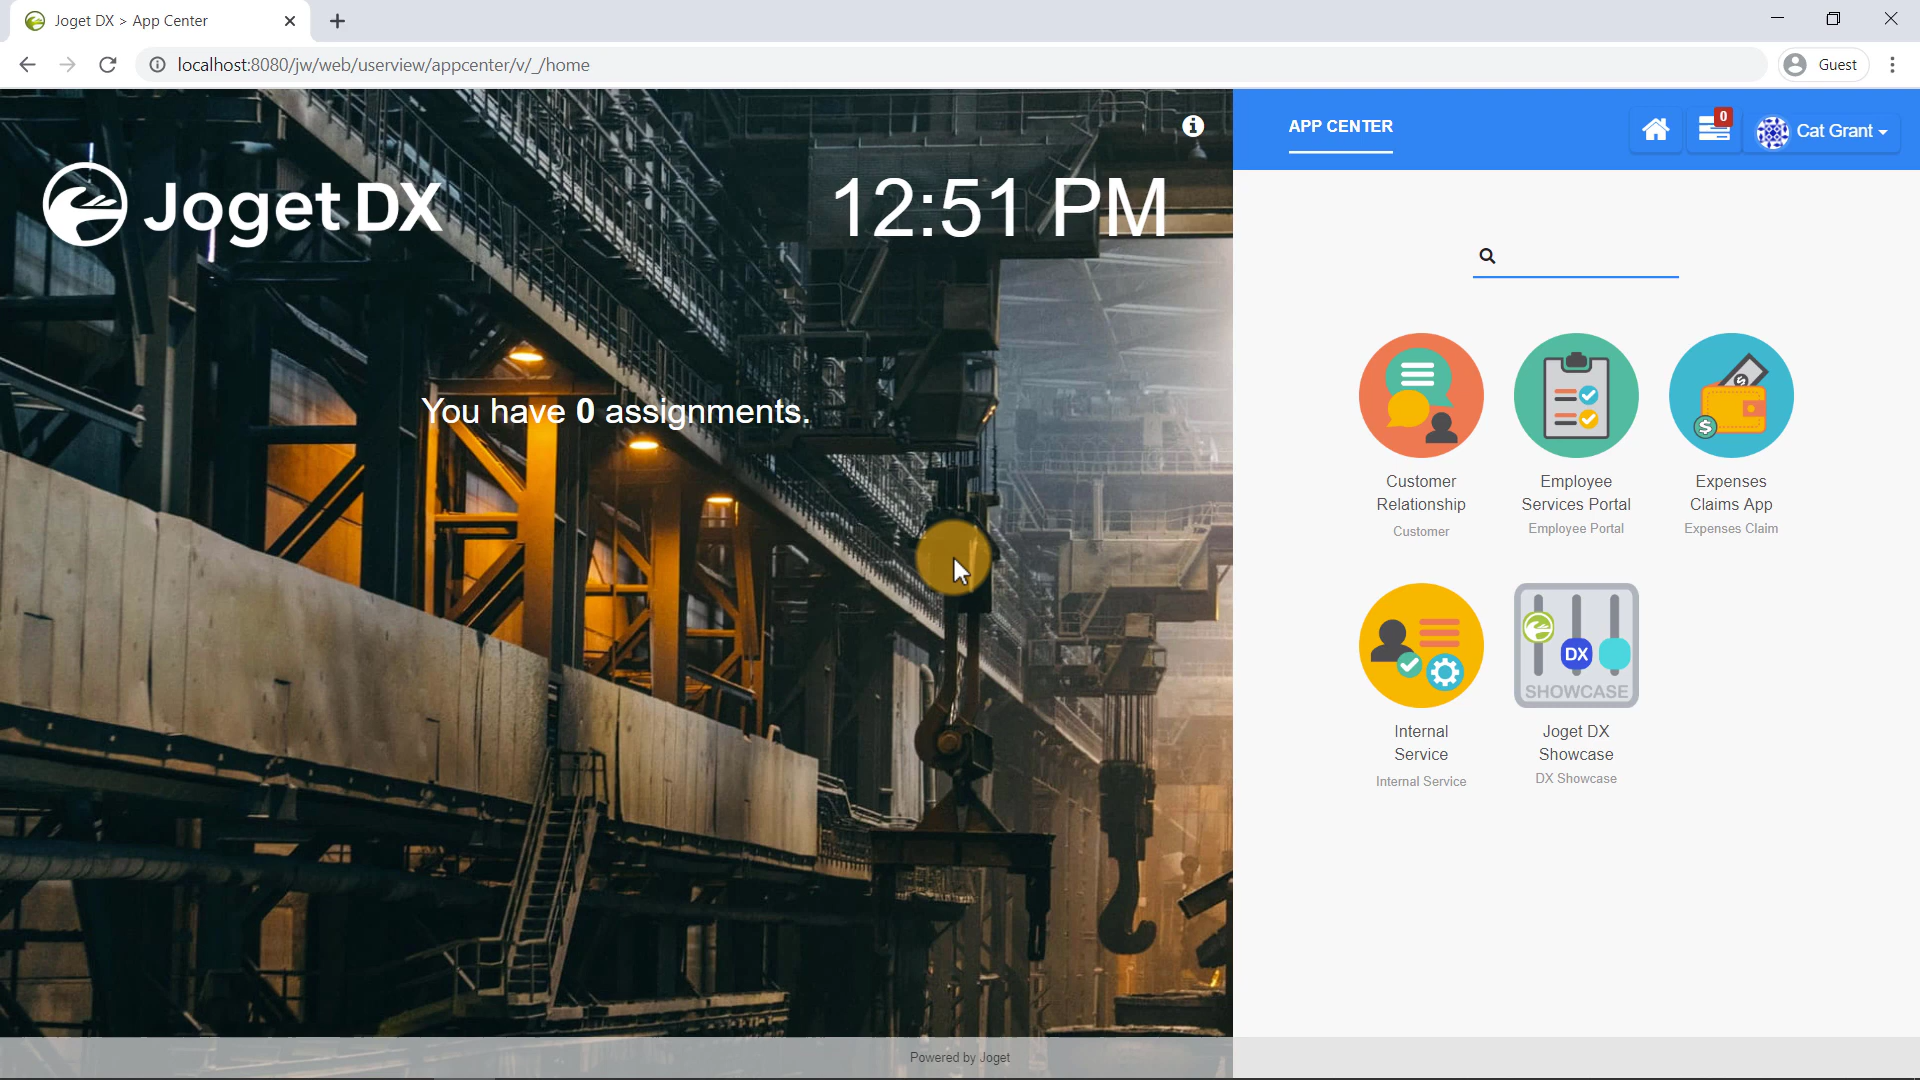 Joget DX > App Center
localhost:8080/jw/web/userview/appcenter/v/_/home
Guest
Joget DX
12:51 PM
You have 0 assignments.
Powered by Joget
APP CENTER
0
Cat Grant
Customer
Relationship
Customer
Employee
Services Portal
Employee Portal
Expenses
Claims App
Expenses Claim
Internal
Service
Internal Service
DX
SHOWCASE
Joget DX
Showcase
DX Showcase